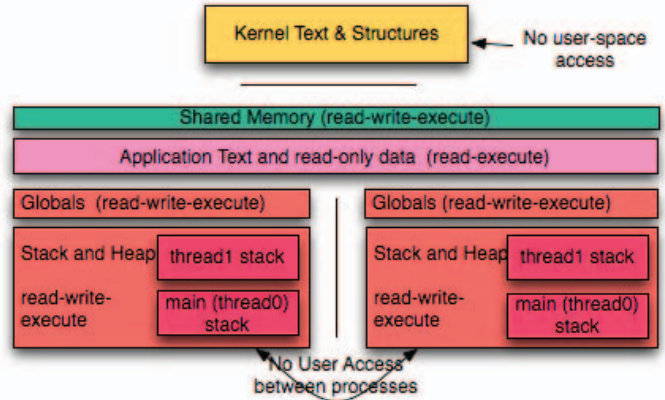 Kernel Text & Structures
No user-space
access
Shared Memory (read-write-execute)
Application Text and read-only data (read-execute)
Globals (read-write-execute)
Stack and Heap
thread1 stack
read-write-
execute
main (thread0)
stack
Globals (read-write-execute)
Stack and Heap
thread1 stack
read-write-
execute
main (thread0)
stack
No User Access
between processes